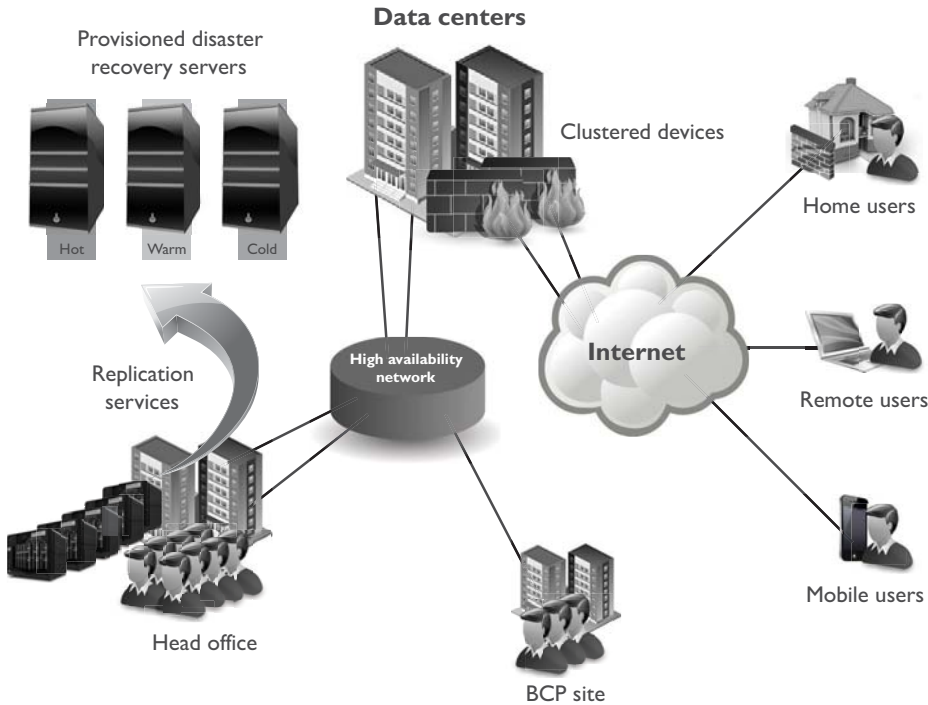 Data centers
Provisioned disaster
recovery servers
Hot
Warm
Cold
Clustered devices
Home users
High availability
network
Internet
Replication
services
Remote users
Head office
Mobile users
BCP site